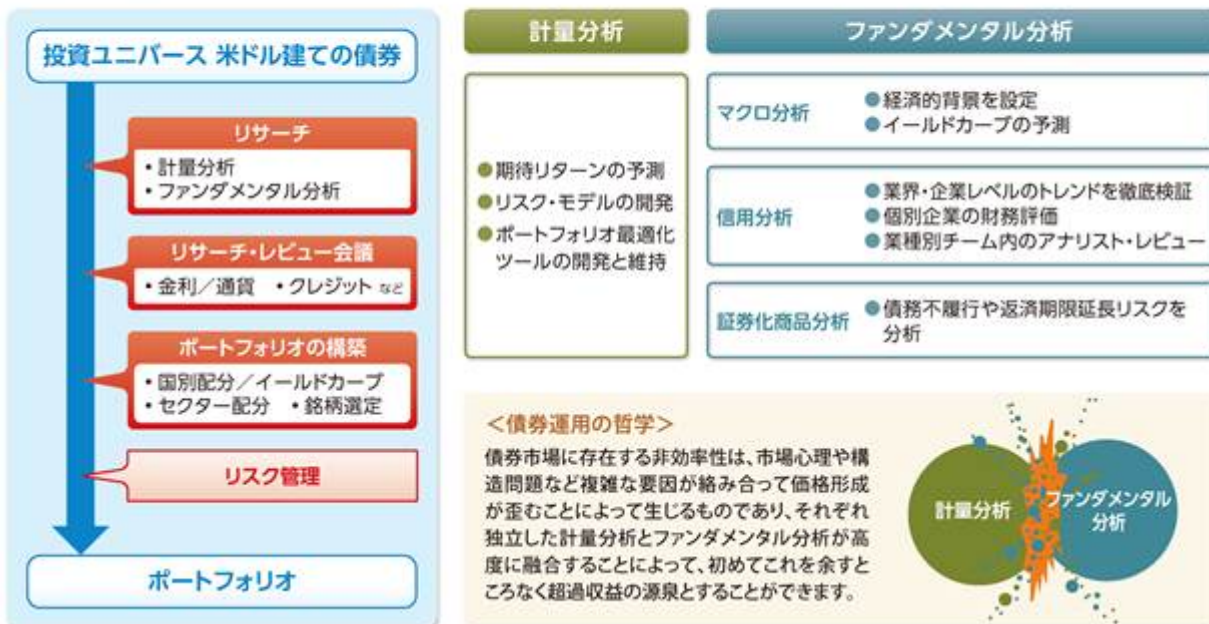 投資ユニバース 米ドル建ての債券
リサーチ
・計量分析
・ファンダメンタル分析
リサーチ・レビュー会議
・金利／通貨 ・クレジット など
ポートフォリオの構築
・国別配分／イールドカーブ
・セクター配分 ・銘柄選定
リスク管理
ポートフォリオ
計量分析
●期待リターンの予測
●リスク・モデルの開発
●ポートフォリオ最適化
ツールの開発と維持
ファンダメンタル分析
マクロ分析
●経済的背景を設定
●イールドカーブの予測
信用分析
●業界・企業レベルのトレンドを徹底検証
●個別企業の財務評価
●業種別チーム内のアナリスト・レビュー
証券化商品分析
●債務不履行や返済期限延長リスクを
分析
＜債券運用の哲学＞
債券市場に存在する非効率性は、市場心理や構
造問題など複雑な要因が絡み合って価格形成
が歪むことによって生じるものであり、それぞれ
独立した計量分析とファンダメンタル分析が高
度に融合することによって、初めてこれを余すと
ころなく超過収益の源泉とすることができます。
計量分析
ファンダメンタル
分析